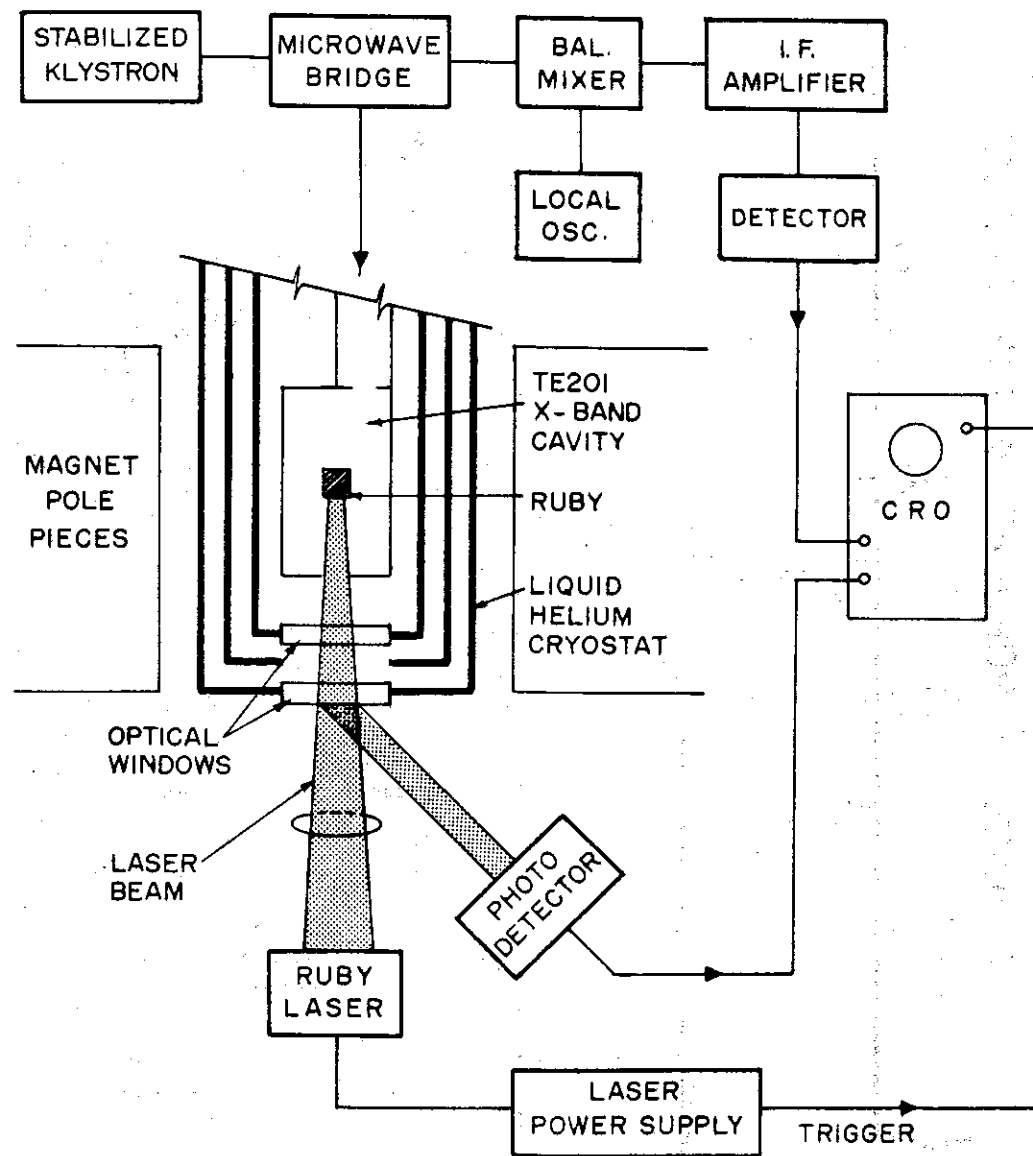 STABILIZED
KLYSTRON
MICROWAVE
BRIDGE
BAL.
MIXER
I.F.
AMPLIFIER
LOCAL
OSC.
DETECTOR
TE201
X-BAND
CAVITY
MAGNET
POLE
PIECES
RUBY
CRO
LIQUID
HELIUM
CRYOSTAT
OPTICAL
WINDOWS
LASER
BEAM
PHOTO
DETECTOR
RUBY
LASER
LASER
POWER SUPPLY
TRIGGER